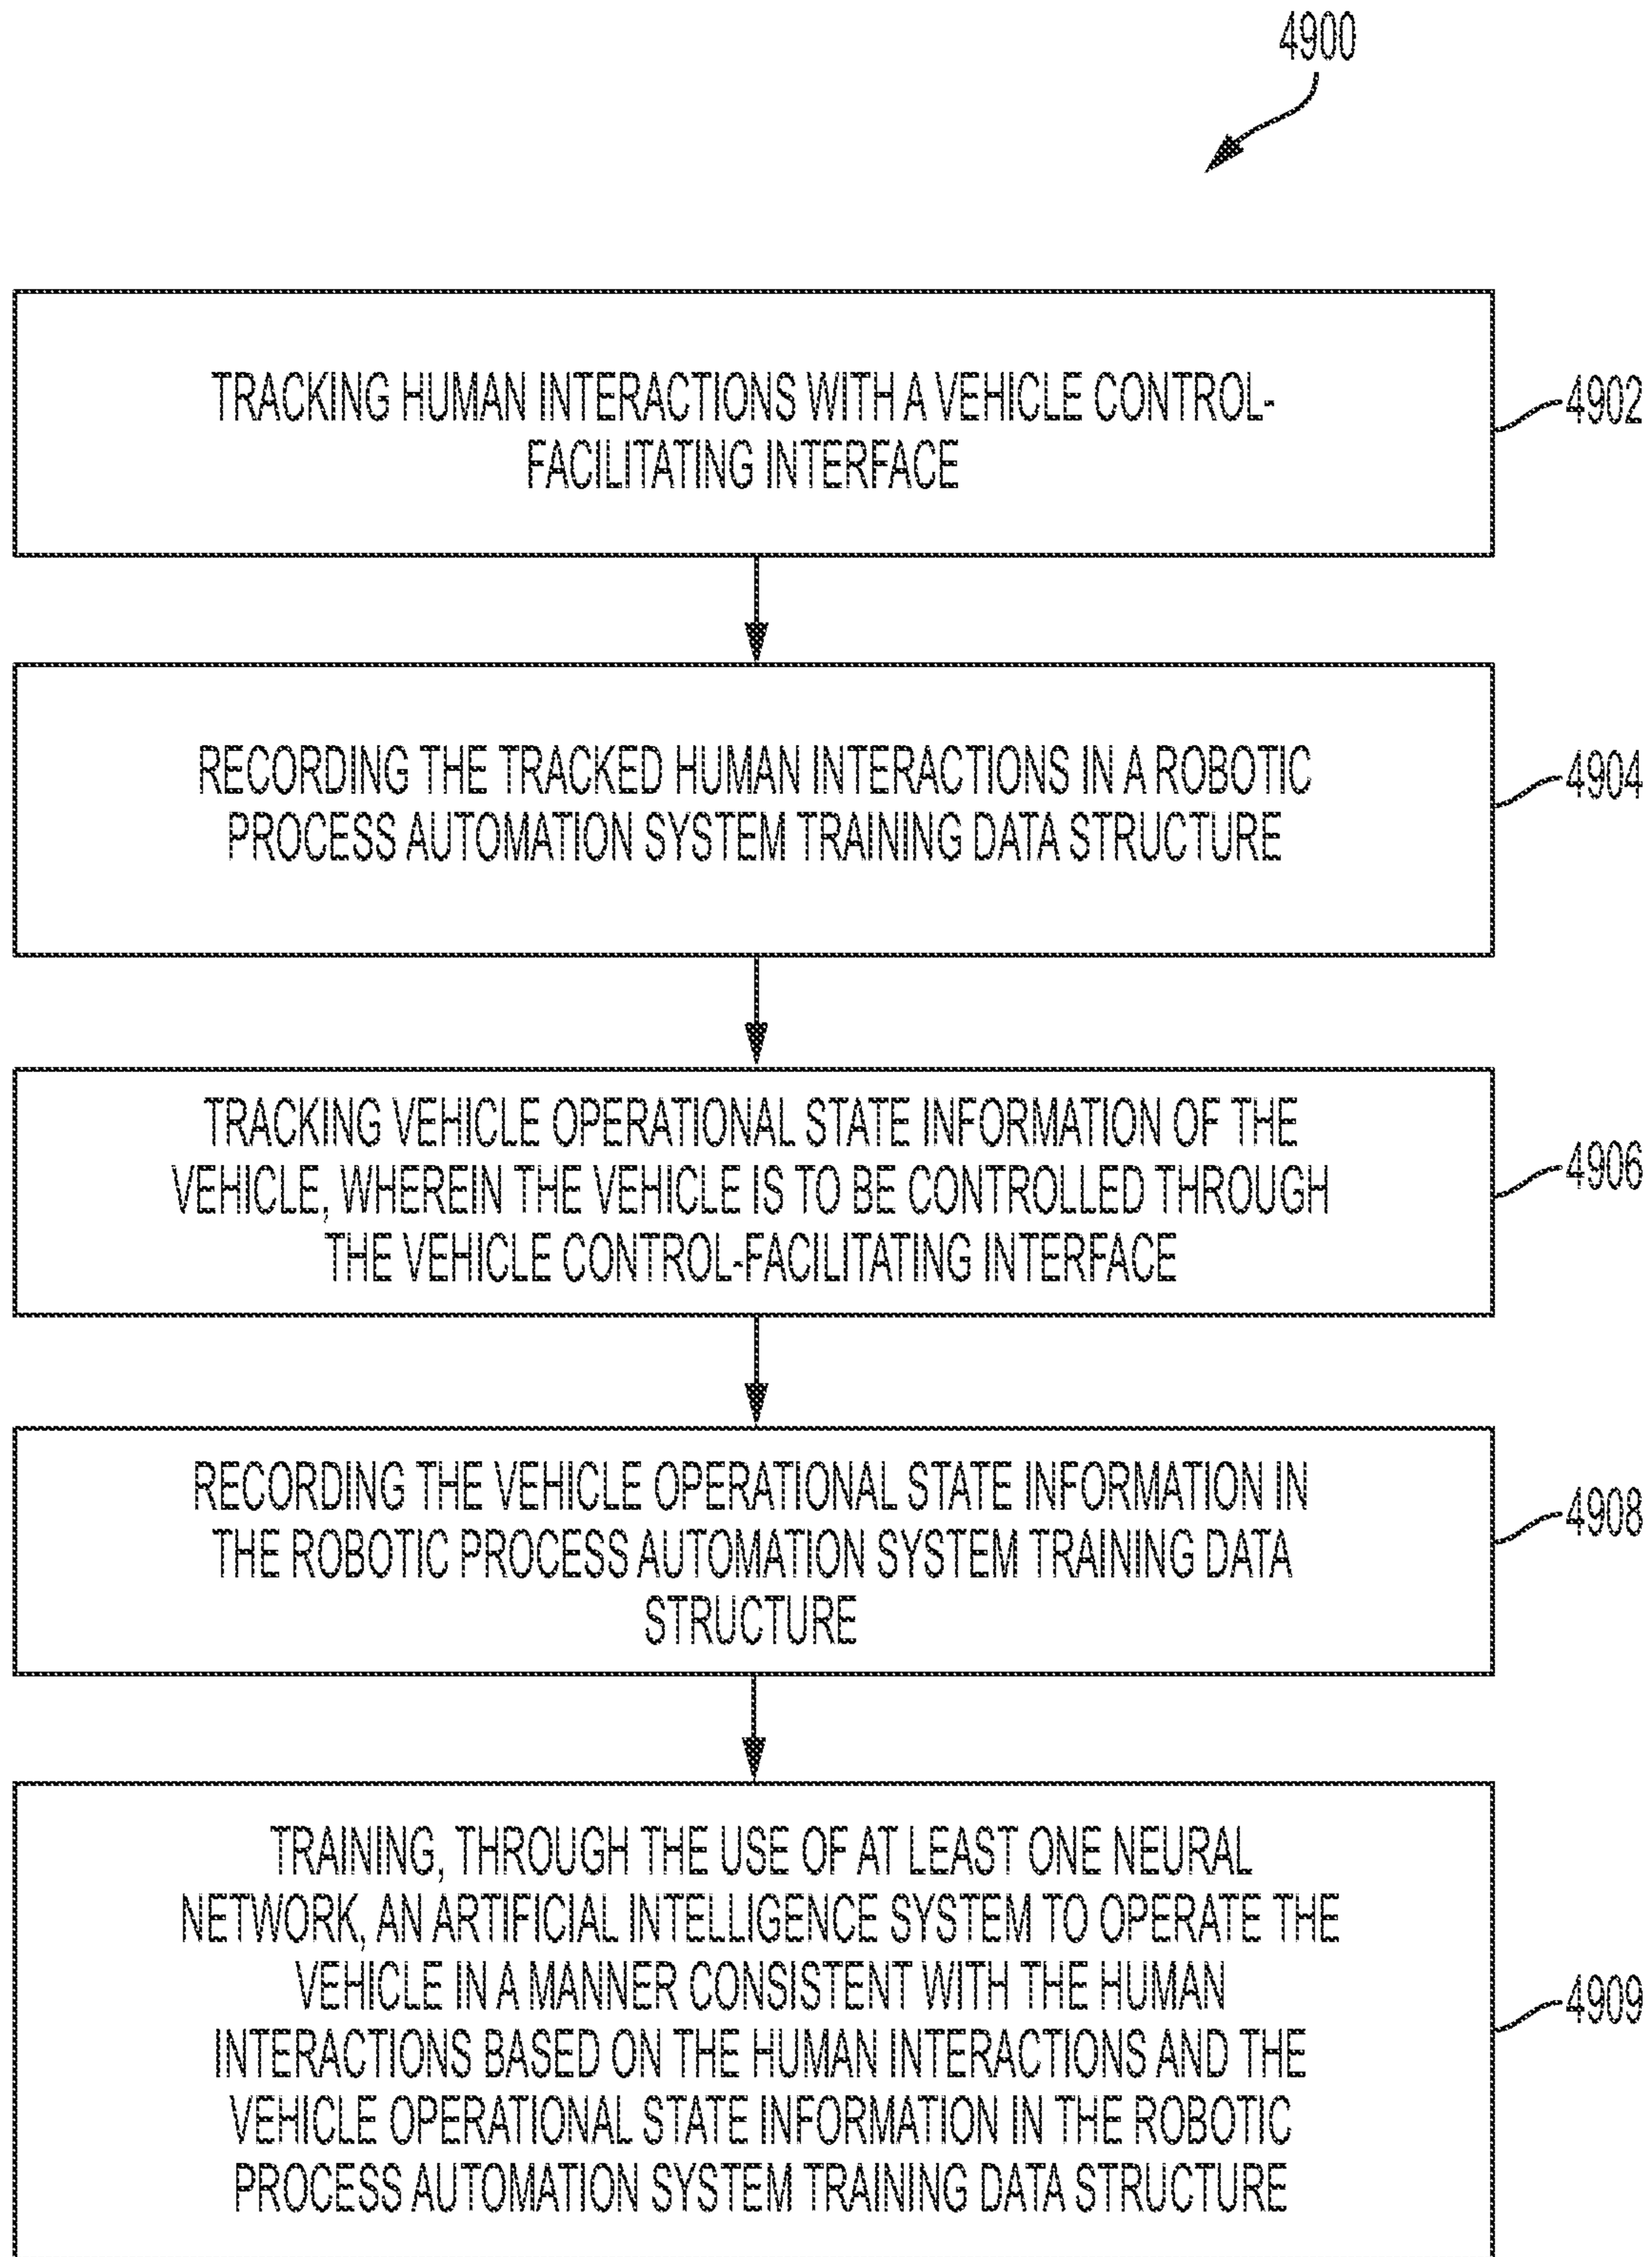 4900
TRACKING HUMAN INTERACTIONS WITH A VEHICLE CONTROL-
FACILITATING INTERFACE
4902
RECORDING THE TRACKED HUMAN INTERACTIONS IN A ROBOTIC
PROCESS AUTOMATION SYSTEM TRAINING DATA STRUCTURE
4904
TRACKING VEHICLE OPERATIONAL STATE INFORMATION OF THE
VEHICLE, WHEREIN THE VEHICLE IS TO BE CONTROLLED THROUGH
THE VEHICLE CONTROL-FACILITATING INTERFACE
4906
RECORDING THE VEHICLE OPERATIONAL STATE INFORMATION IN
THE ROBOTIC PROCESS AUTOMATION SYSTEM TRAINING DATA
STRUCTURE
4908
TRAINING, THROUGH THE USE OF AT LEAST ONE NEURAL
NETWORK, AN ARTIFICIAL INTELLIGENCE SYSTEM TO OPERATE THE
VEHICLE IN A MANNER CONSISTENT WITH THE HUMAN
INTERACTIONS BASED ON THE HUMAN INTERACTIONS AND THE
VEHICLE OPERATIONAL STATE INFORMATION IN THE ROBOTIC
PROCESS AUTOMATION SYSTEM TRAINING DATA STRUCTURE
4909